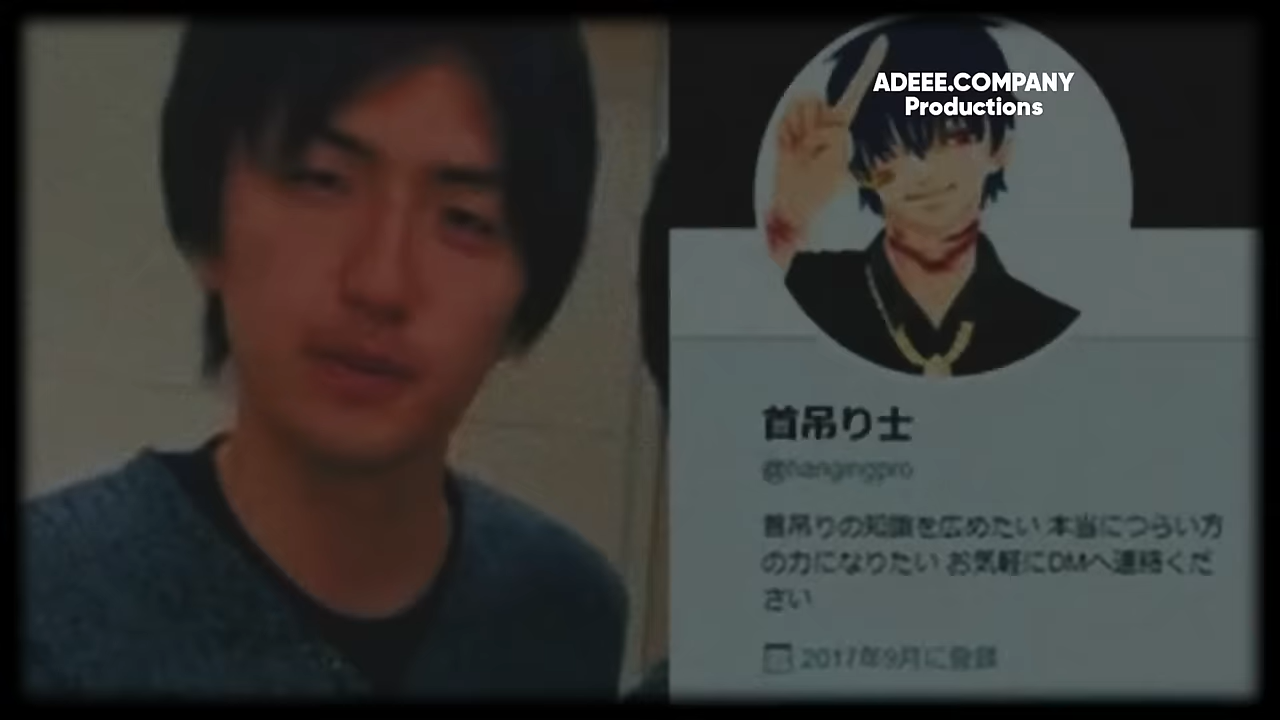 ADEEE.COMPANY
Productions
首吊り士
@hangingpro
首吊りの知識を広めたい 本当につらい方
の力になりたい お気軽にDMへ連絡くだ
さい
2017年9月に登録